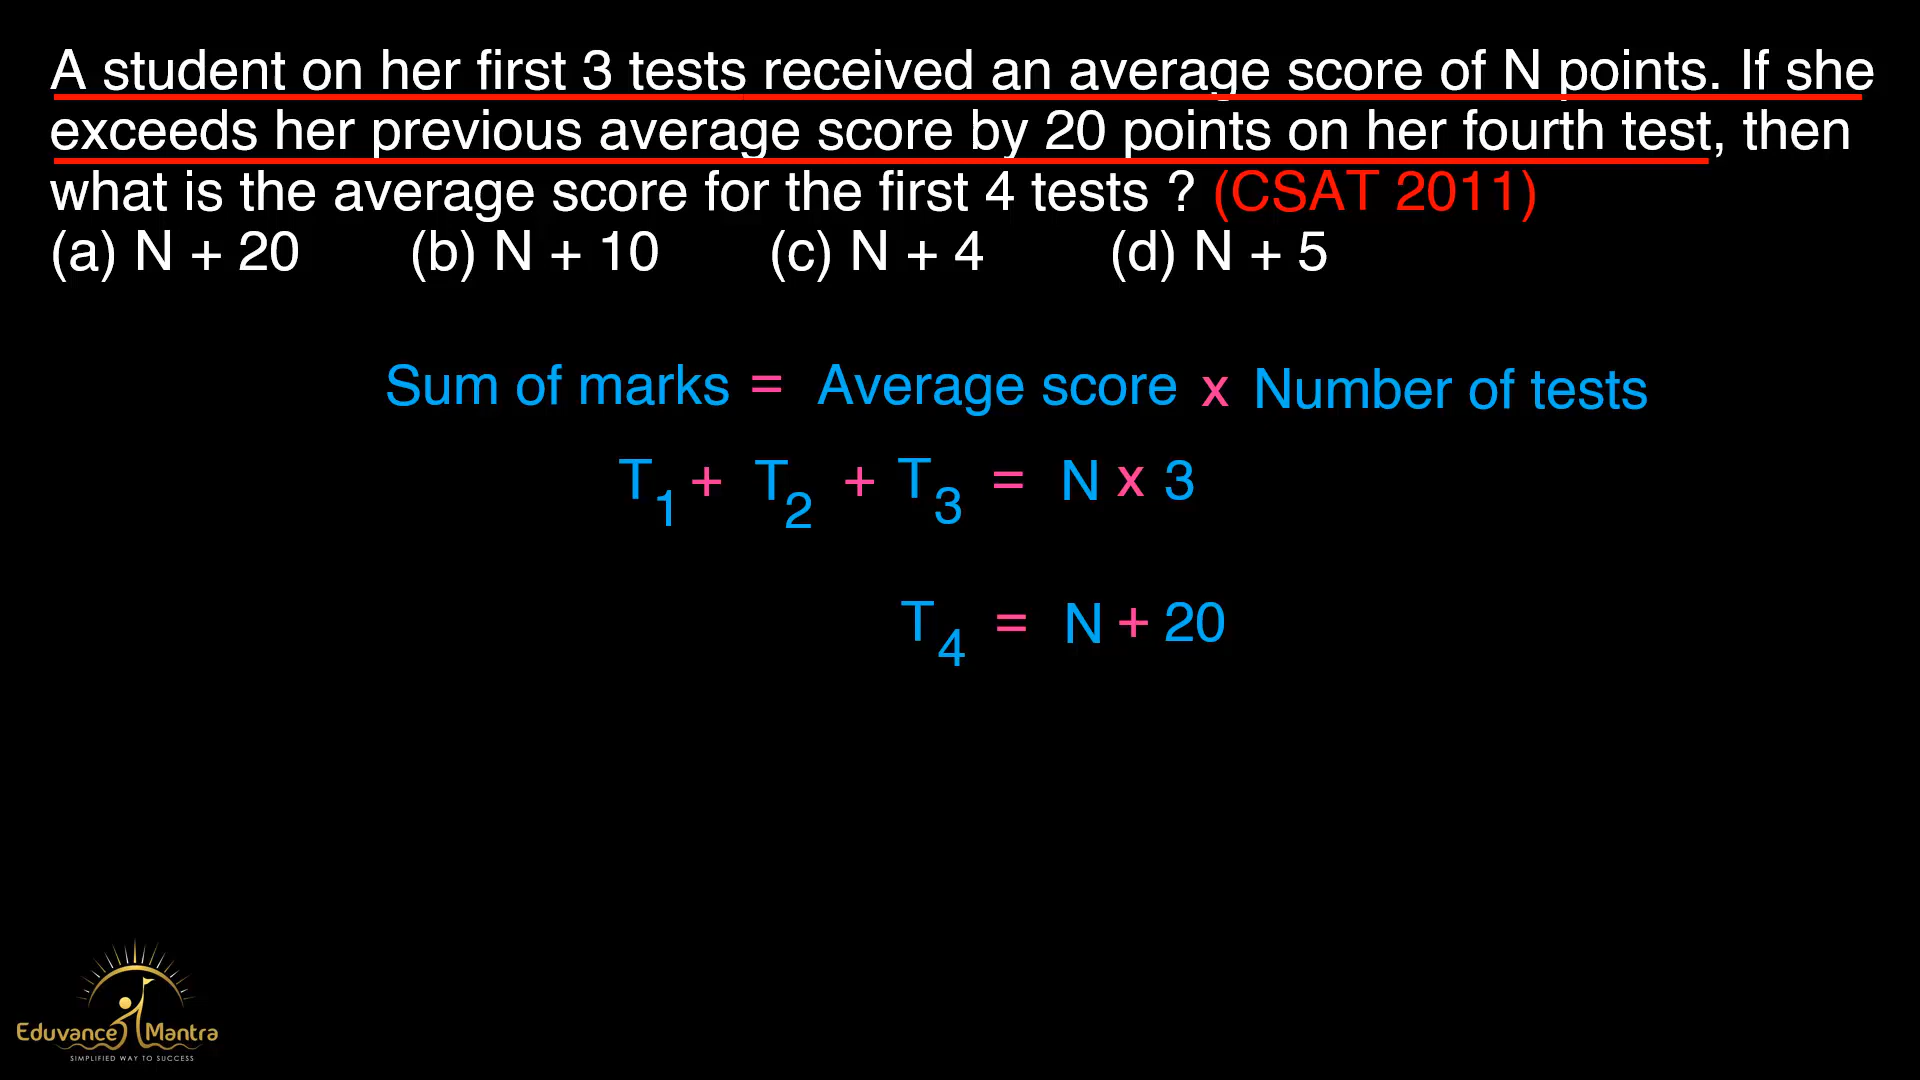 A student on her first 3 tests received an average score of N points. If she
exceeds her previous average score by 20 points on her fourth test, then
what is the average score for the first 4 tests ? (CSAT 2011)
(a) N + 20 (b) N + 10 (c) N + 4 (d) N + 5
Sum of marks = Average score x Number of tests
T₁ + T₂ + T₃ = N x 3
T₄ = N + 20
Eduvance Mantra
SIMPLIFIED WAY TO SUCCESS